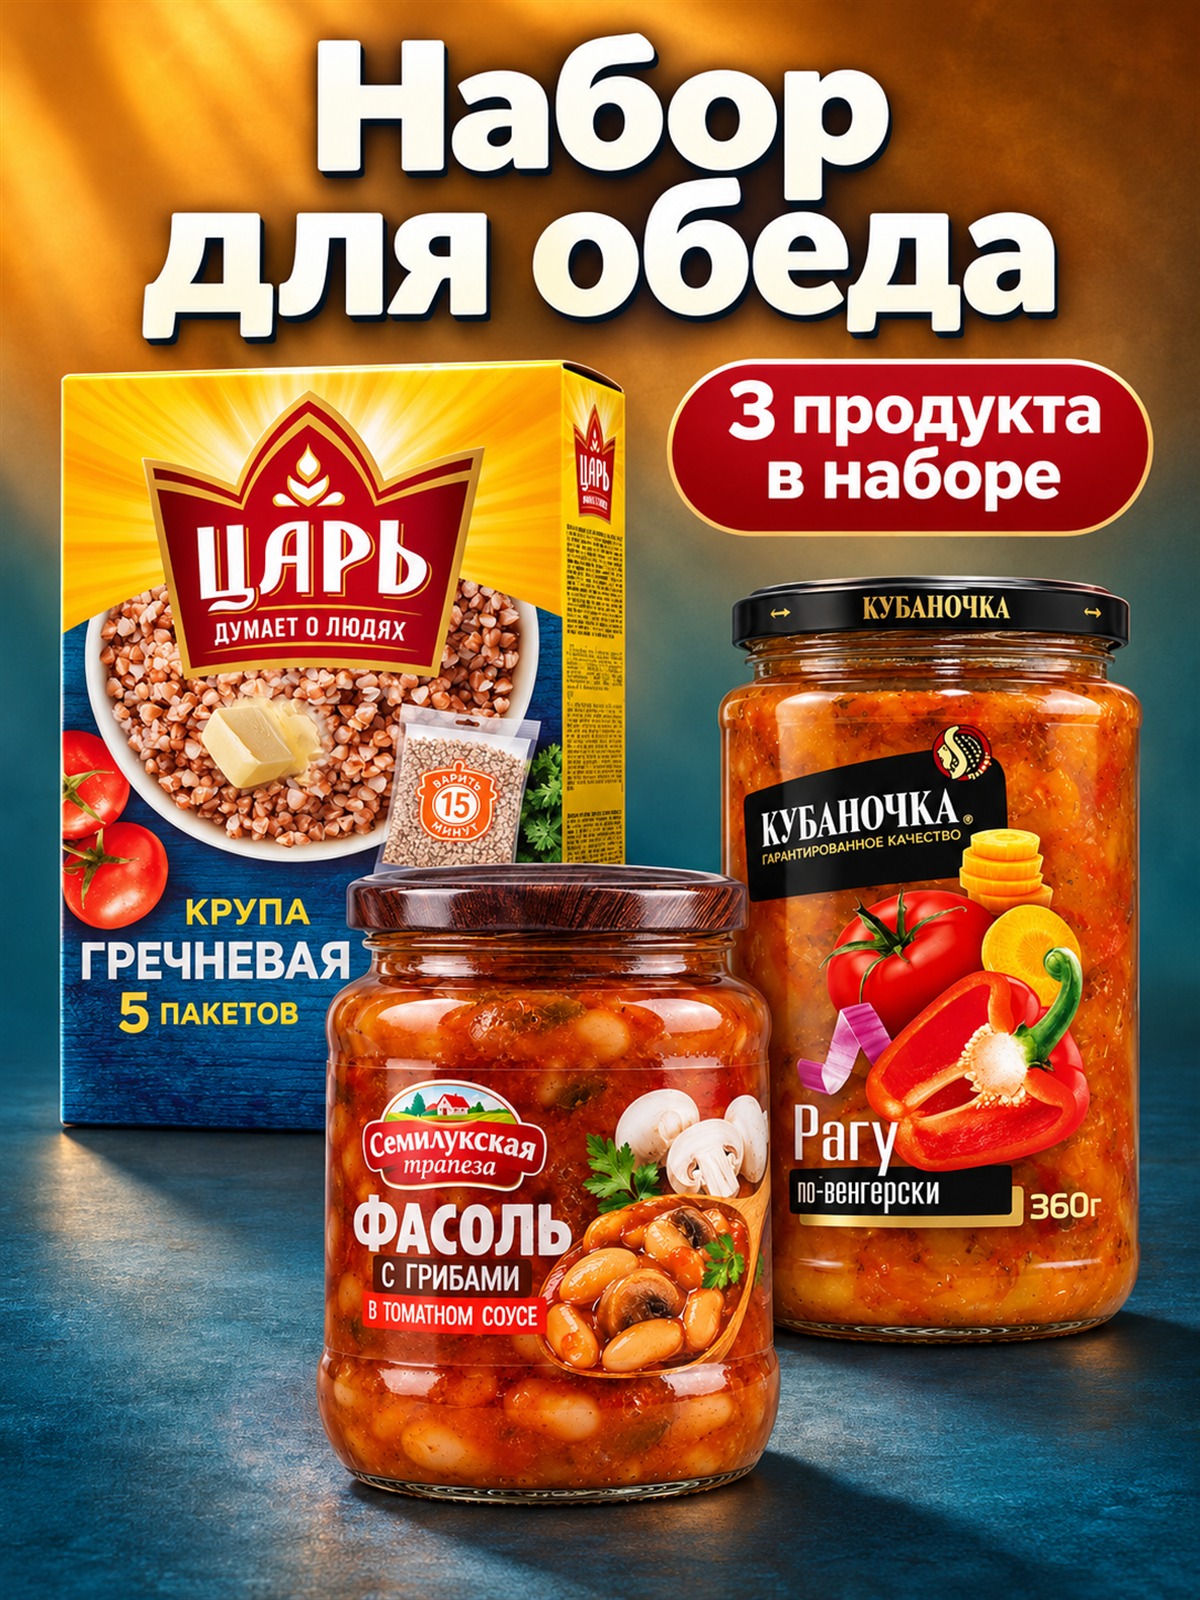 Набор
для обеда
3 продукта
в наборе
ЦАРЬ
ДУМАЕТ О ЛЮДЯХ
ЦАРЬ
ВАРИТЬ
15
МИНУТ
КРУПА
ГРЕЧНЕВАЯ
5 ПАКЕТОВ
КУБАНОЧКА
КУБАНОЧКА®
ГАРАНТИРОВАННОЕ КАЧЕСТВО
Рагу
по-венгерски
360г
Семилукская
трапеза
ФАСОЛЬ
С ГРИБАМИ
В ТОМАТНОМ СОУСЕ